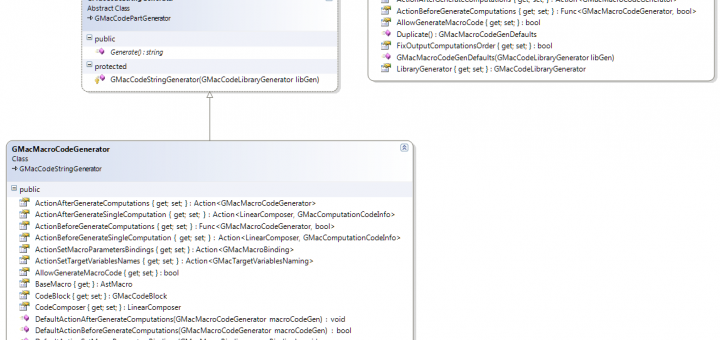 Abstract Class
GMacCodePartGenerator
public
Generate() : string
protected
GMacCodeStringGenerator(GMacCodeLibraryGenerator libGen)
ActionBeforeGenerateComputations { get; set; } : Func<GMacMacroCodeGenerator, bool>
AllowGenerateMacroCode { get; set; } : bool
Duplicate() : GMacMacroCodeGenDefaults
FixOutputComputationsOrder { get; set; } : bool
GMacMacroCodeGenDefaults(GMacCodeLibraryGenerator libGen)
LibraryGenerator { get; set; } : GMacCodeLibraryGenerator
GMacMacroCodeGenerator
Class
GMacCodeStringGenerator
public
ActionAfterGenerateComputations { get; set; } : Action<GMacMacroCodeGenerator>
ActionAfterGenerateSingleComputation { get; set; } : Action<LinearComposer, GMacComputationCodeInfo>
ActionBeforeGenerateComputations { get; set; } : Func<GMacMacroCodeGenerator, bool>
ActionBeforeGenerateSingleComputation { get; set; } : Action<LinearComposer, GMacComputationCodeInfo>
ActionSetMacroParametersBindings { get; set; } : Action<GMacMacroBinding>
ActionSetTargetVariablesNames { get; set; } : Action<GMacTargetVariablesNaming>
AllowGenerateMacroCode { get; set; } : bool
BaseMacro { get; set; } : AstMacro
CodeBlock { get; set; } : GMacCodeBlock
CodeComposer { get; set; } : LinearComposer
DefaultActionAfterGenerateComputations(GMacMacroCodeGenerator macroCodeGen) : void
DefaultActionBeforeGenerateComputations(GMacMacroCodeGenerator macroCodeGen) : bool